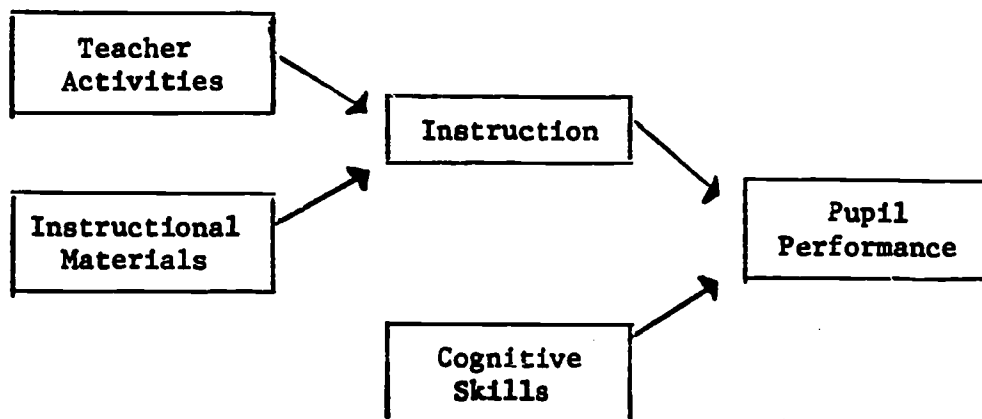 Teacher
Activities
Instruction
Instructional
Materials
Pupil
Performance
Cognitive
Skills